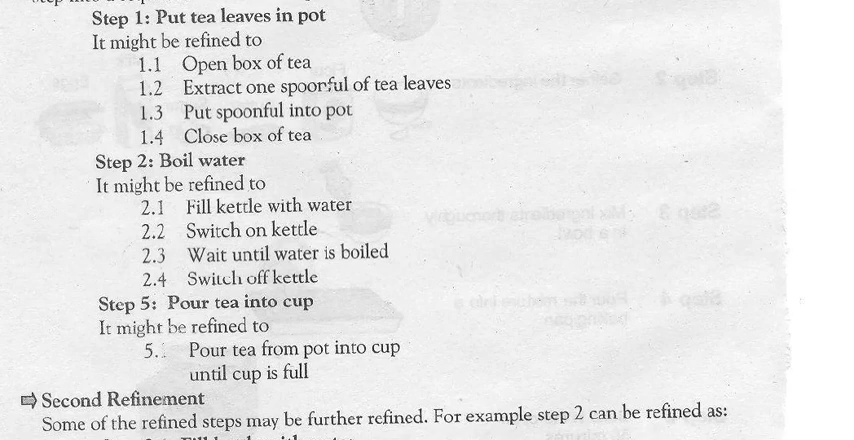 Step 1: Put tea leaves in pot
It might be refined to
1.1 Open box of tea
1.2 Extract one spoonful of tea leaves
1.3 Put spoonful into pot
1.4 Close box of tea
Step 2: Boil water
It might be refined to
2.1 Fill kettle with water
2.2 Switch on kettle
2.3 Wait until water is boiled
2.4 Switch off kettle
Step 5: Pour tea into cup
It might be refined to
5. Pour tea from pot into cup
until cup is full
Second Refinement
Some of the refined steps may be further refined. For example step 2 can be refined as: